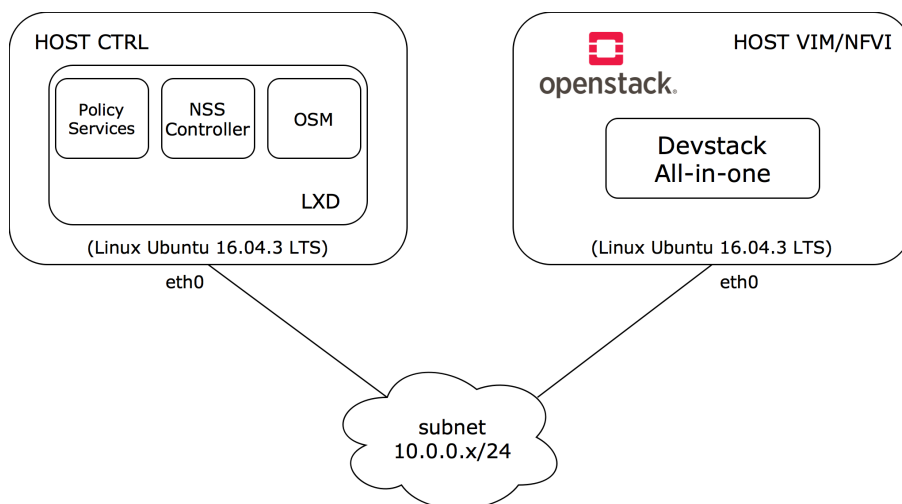 HOST CTRL
Policy
Services
NSS
Controller
OSM
LXD
(Linux Ubuntu 16.04.3 LTS)
eth0
openstack.
HOST VIM/NFVI
Devstack
All-in-one
(Linux Ubuntu 16.04.3 LTS)
eth0
subnet
10.0.0.x/24